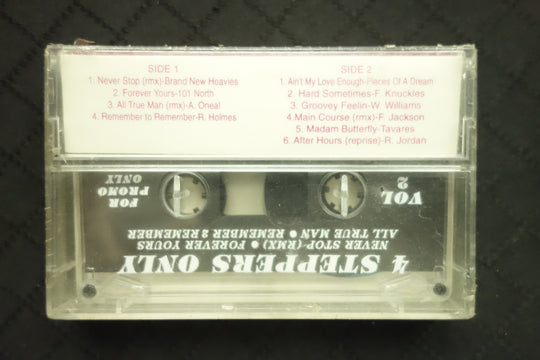 SIDE 1
1. Never Stop (rmx)-Brand New Heavies
2. Forever Yours-101 North
3. All True Man (rmx)-A. Oneal
4. Remember to Remember-R. Holmes
SIDE 2
1. Ain't My Love Enough-Pieces Of A Dream
2. Hard Sometimes-F. Knuckles
3. Groovey Feelin-W. Williams
4. Main Course (rmx)-F. Jackson
5. Madam Butterfly-Tavares
6. After Hours (reprise)-R. Jordan
4 STEPPERS ONLY
NEVER STOP (RMX) • FOREVER YOURS
ALL TRUE MAN • REMEMBER 2 REMEMBER
VOL
2
FOR
PROMO
ONLY